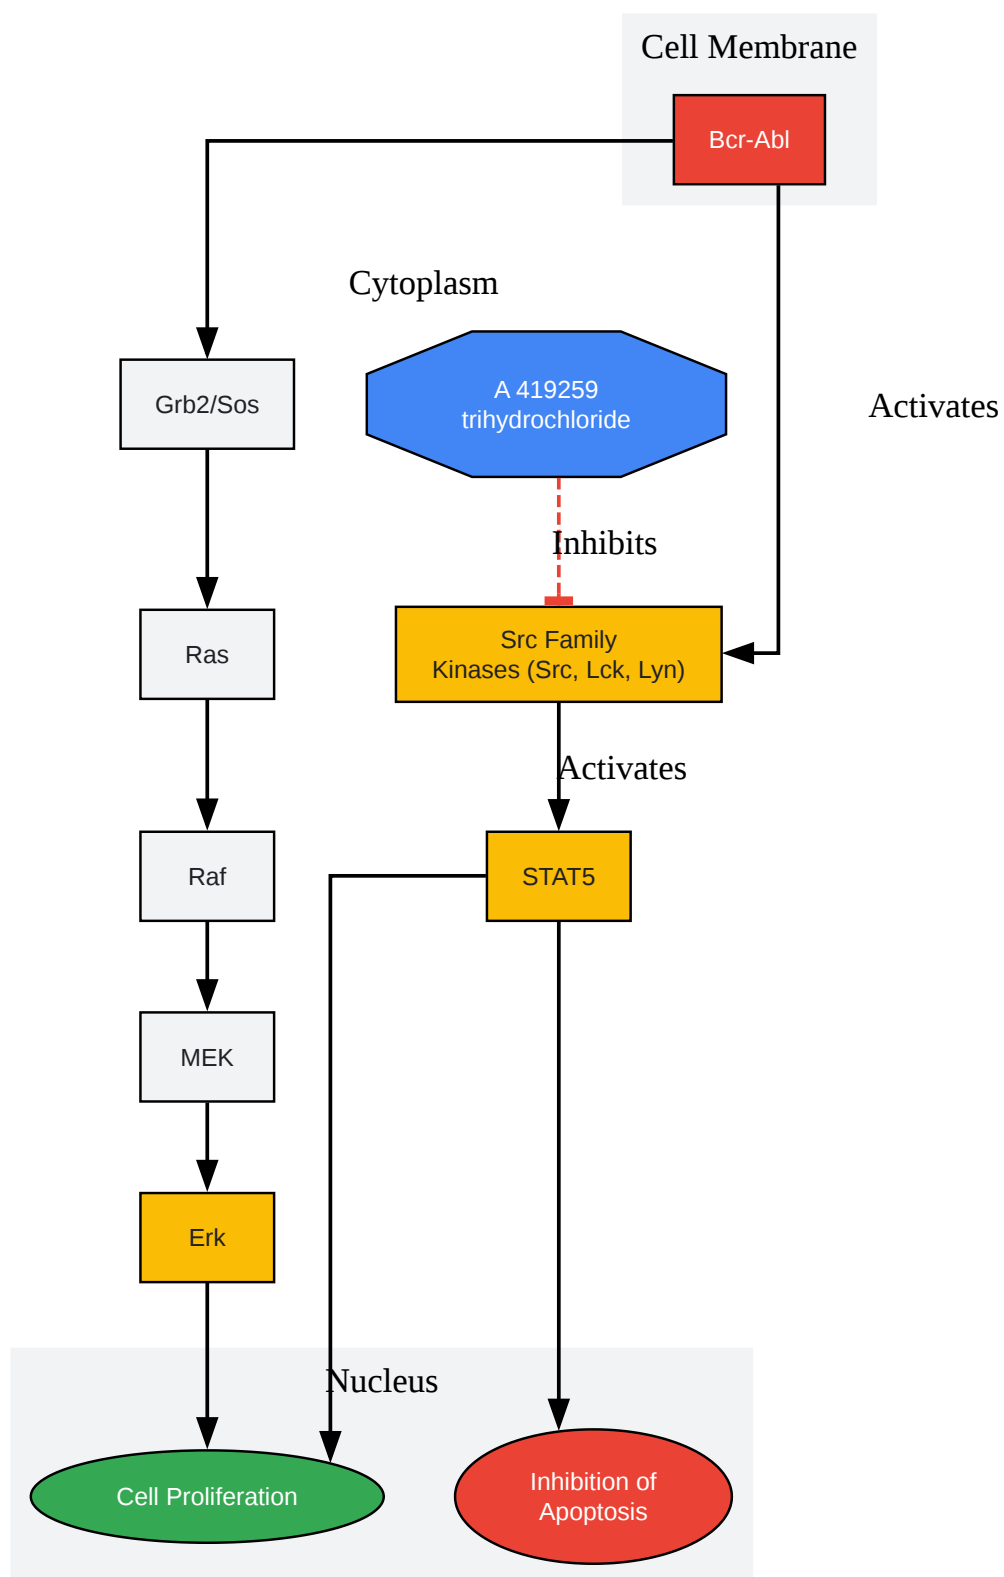 Cell Membrane
Bcr-Abl
Cytoplasm
Grb2/Sos
A 419259
trihydrochloride
Activates
Inhibits
Src Family
Kinases (Src, Lck, Lyn)
Ras
Activates
Raf
STAT5
MEK
Erk
Nucleus
Cell Proliferation
Inhibition of
Apoptosis